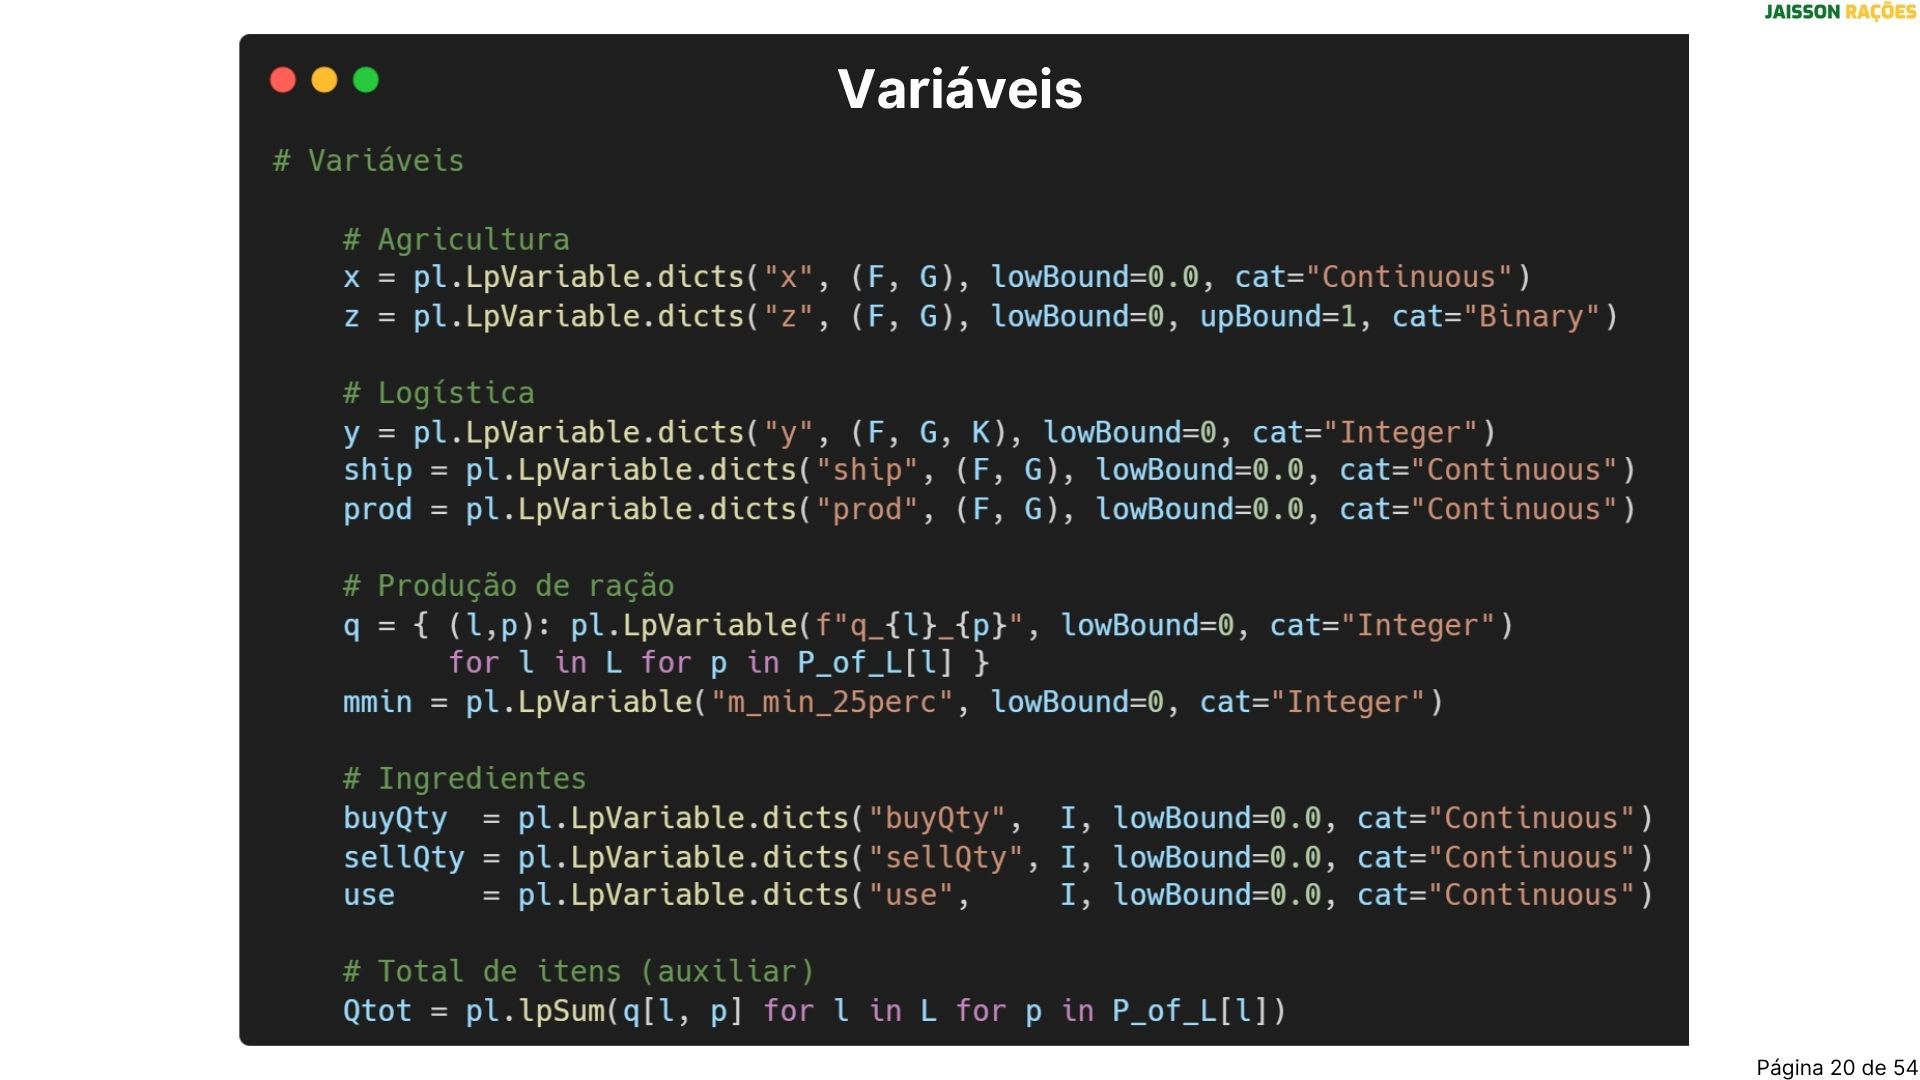 JAISSON RAÇÕES
Variáveis
# Variáveis
# Agricultura
x = pl.LpVariable.dicts("x", (F, G), lowBound=0.0, cat="Continuous")
z = pl.LpVariable.dicts("z", (F, G), lowBound=0, upBound=1, cat="Binary")
# Logística
y = pl.LpVariable.dicts("y", (F, G, K), lowBound=0, cat="Integer")
ship = pl.LpVariable.dicts("ship", (F, G), lowBound=0.0, cat="Continuous")
prod = pl.LpVariable.dicts("prod", (F, G), lowBound=0.0, cat="Continuous")
# Produção de ração
q = { (l,p): pl.LpVariable(f"q_{l}_{p}", lowBound=0, cat="Integer")
for l in L for p in P_of_L[l] }
mmin = pl.LpVariable("m_min_25perc", lowBound=0, cat="Integer")
# Ingredientes
buyQty  = pl.LpVariable.dicts("buyQty",  I, lowBound=0.0, cat="Continuous")
sellQty = pl.LpVariable.dicts("sellQty", I, lowBound=0.0, cat="Continuous")
use     = pl.LpVariable.dicts("use",     I, lowBound=0.0, cat="Continuous")
# Total de itens (auxiliar)
Qtot = pl.lpSum(q[l, p] for l in L for p in P_of_L[l])
Página 20 de 54